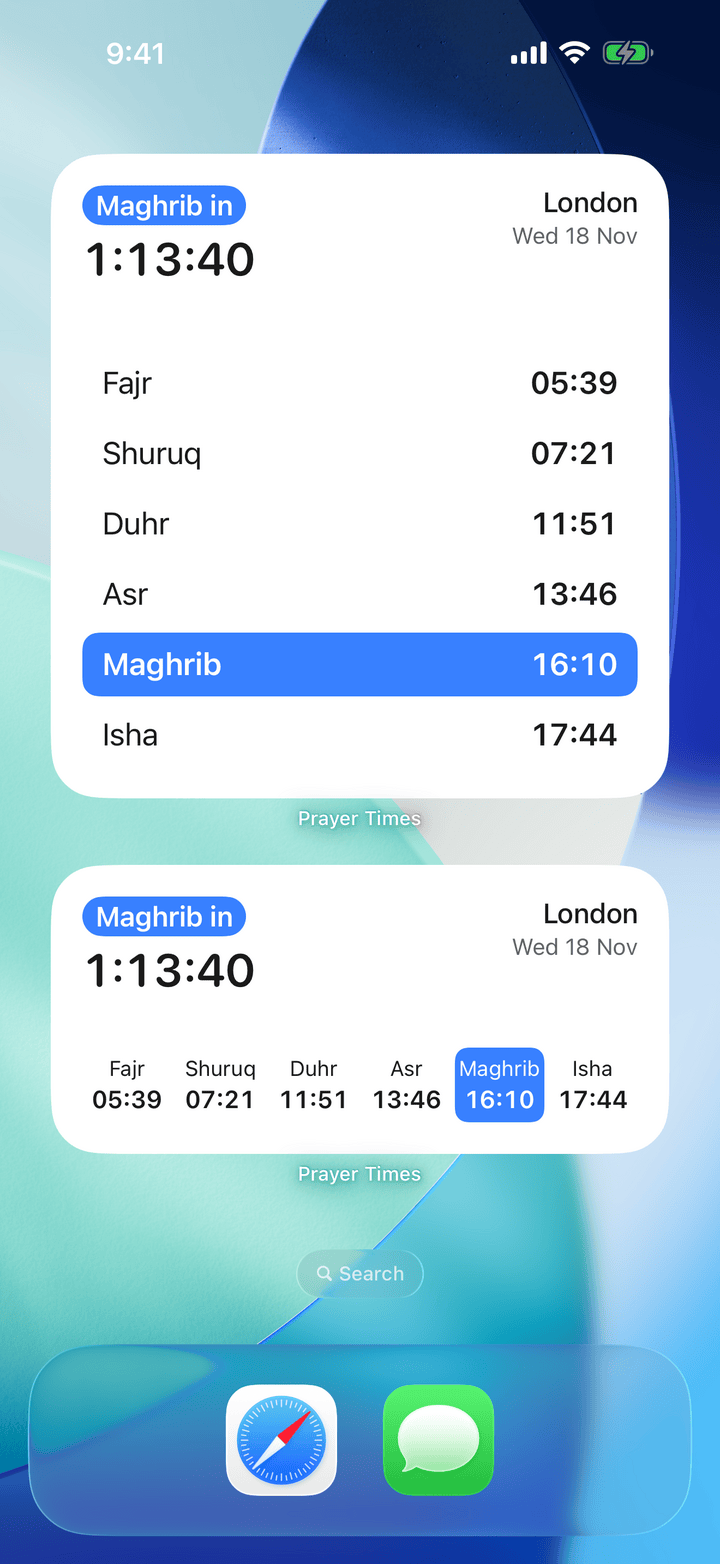 9:41
Maghrib in
1:13:40
London
Wed 18 Nov
Fajr 05:39
Shuruq 07:21
Duhr 11:51
Asr 13:46
Maghrib 16:10
Isha 17:44
Prayer Times
Maghrib in
1:13:40
London
Wed 18 Nov
Fajr Shuruq Duhr Asr Maghrib Isha
05:39 07:21 11:51 13:46 16:10 17:44
Prayer Times
Search